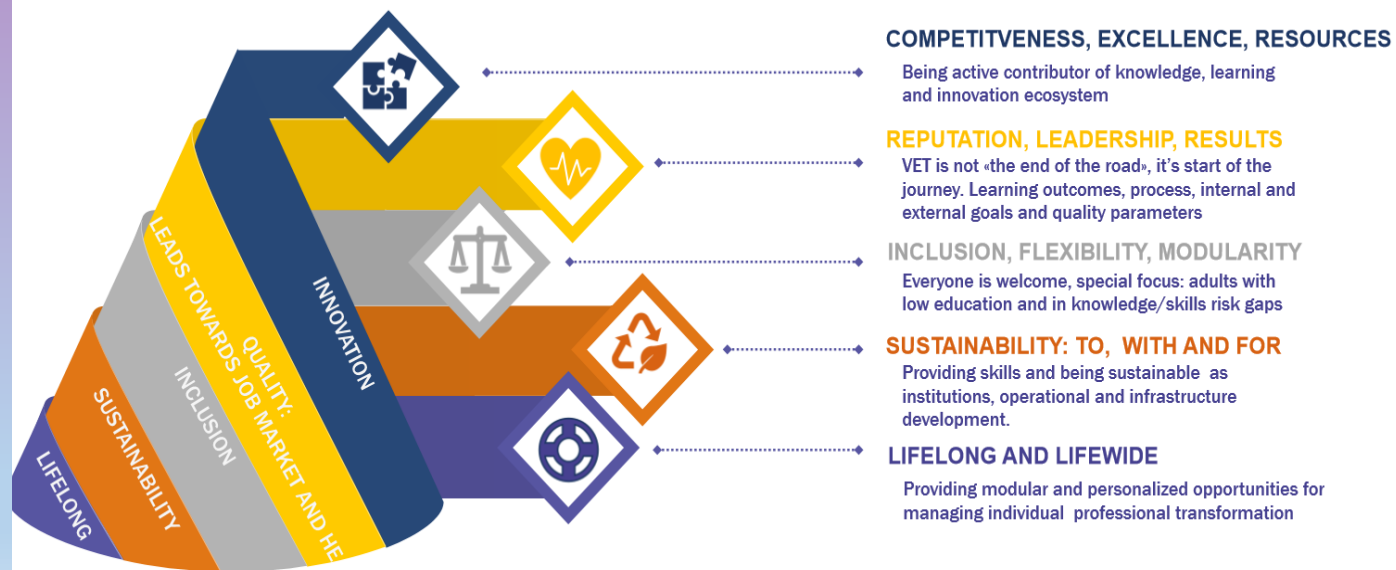 COMPETITVENESS, EXCELLENCE, RESOURCES
Being active contributor of knowledge, learning
and innovation ecosystem
REPUTATION, LEADERSHIP, RESULTS
VET is not «the end of the road», it's start of the
journey. Learning outcomes, process, internal and
external goals and quality parameters
INCLUSION, FLEXIBILITY, MODULARITY
Everyone is welcome, special focus: adults with
low education and in knowledge/skills risk gaps
SUSTAINABILITY: TO, WITH AND FOR
Providing skills and being sustainable as
institutions, operational and infrastructure
development.
LIFELONG AND LIFEWIDE
Providing modular and personalized opportunities for
managing individual professional transformation
INNOVATION
QUALITY:
LEADS TOWARDS JOB MARKET AND HE
INCLUSION
SUSTAINABILITY
LIFELONG